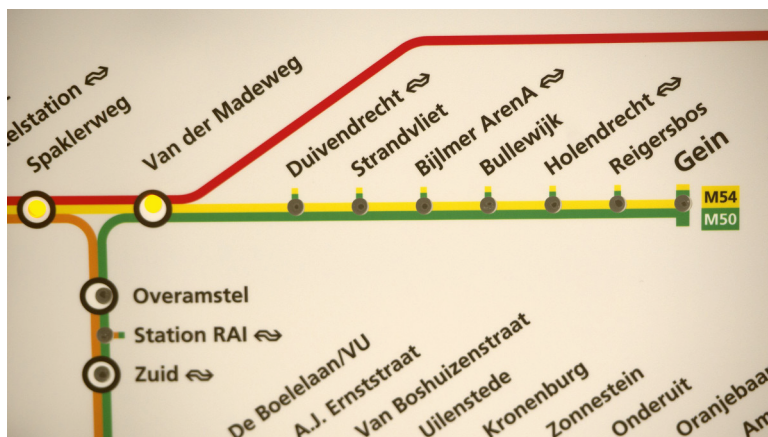 Spaklerweg
Van der Madeweg
Duivendrecht
Strandvliet
Bijlmer ArenA
Bullewijk
Holendrecht
Reigersbos
Gein
M54
M50
Overamstel
Station RAI
Zuid
De Boelelaan/VU
A.J. Ernststraat
Van Boshuizenstraat
Uilenstede
Kronenburg
Zonnestein
Onderuit